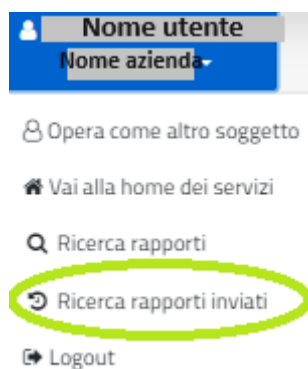 Nome utente
Nome azienda
Opera come altro soggetto
Vai alla home dei servizi
Ricerca rapporti
Ricerca rapporti inviati
Logout